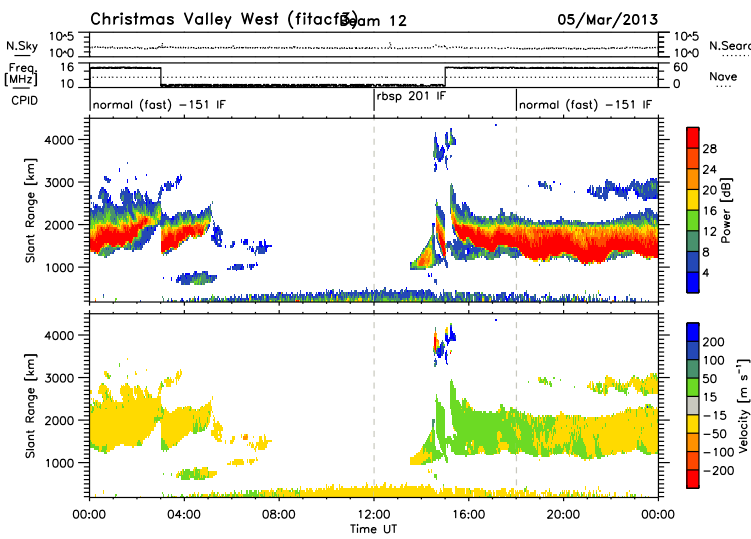 Christmas Valley West (fitacf3) Beam 12 05/Mar/2013
N.Sky 10^5 10^0 10^5 10^0 N.Searc
Freq. [MHz] 16 10 60 0 Nave
CPID normal (fast) -151 IF rbsp 201 IF normal (fast) -151 IF
Slant Range [km] 4000 3000 2000 1000
Power [dB] 28 24 20 16 12 8 4
Slant Range [km] 4000 3000 2000 1000
Velocity [m s⁻¹] 200 100 50 15 -15 -50 -100 -200
00:00 04:00 08:00 12:00 16:00 20:00 00:00
Time UT